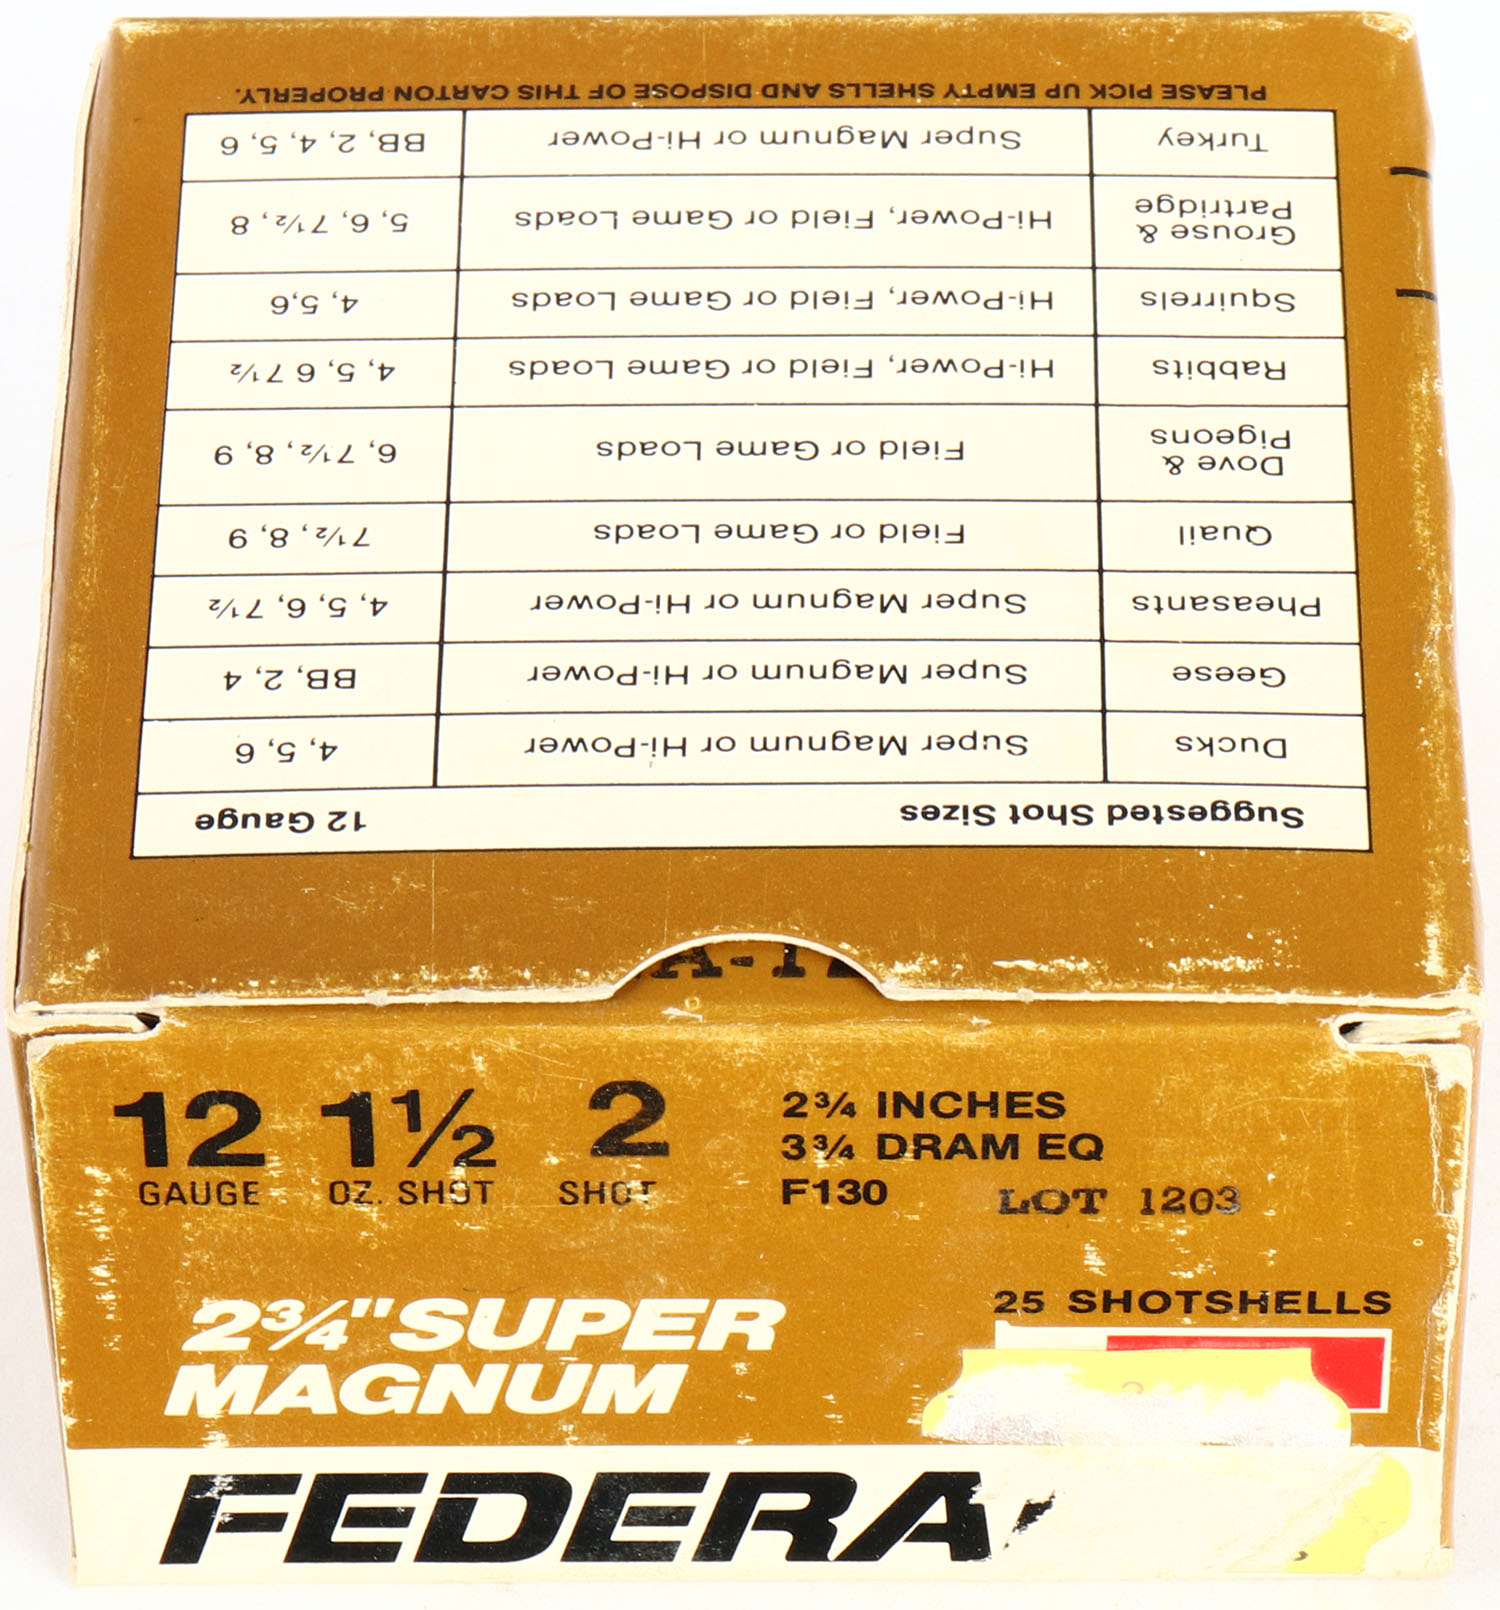 Suggested Shot Sizes 12 Gauge
Ducks Super Magnum or Hi-Power 4, 5, 6
Geese Super Magnum or Hi-Power BB, 2, 4
Pheasants Super Magnum or Hi-Power 4, 5, 6, 7½
Quail Field or Game Loads 7½, 8, 9
Dove &
Pigeons Field or Game Loads 6, 7½, 8, 9
Rabbits Hi-Power, Field or Game Loads 4, 5, 6 7½
Squirrels Hi-Power, Field or Game Loads 4, 5,6
Grouse &
Partridge Hi-Power, Field or Game Loads 5, 6, 7½, 8
Turkey Super Magnum or Hi-Power BB, 2, 4, 5, 6
PLEASE PICK UP EMPTY SHELLS AND DISPOSE OF THIS CARTON PROPERLY.
12 1½ 2
GAUGE OZ. SHOT SHOT
2¾ INCHES
3¾ DRAM EQ
F130 LOT 1203
25 SHOTSHELLS
2¾" SUPER
MAGNUM
FEDERA